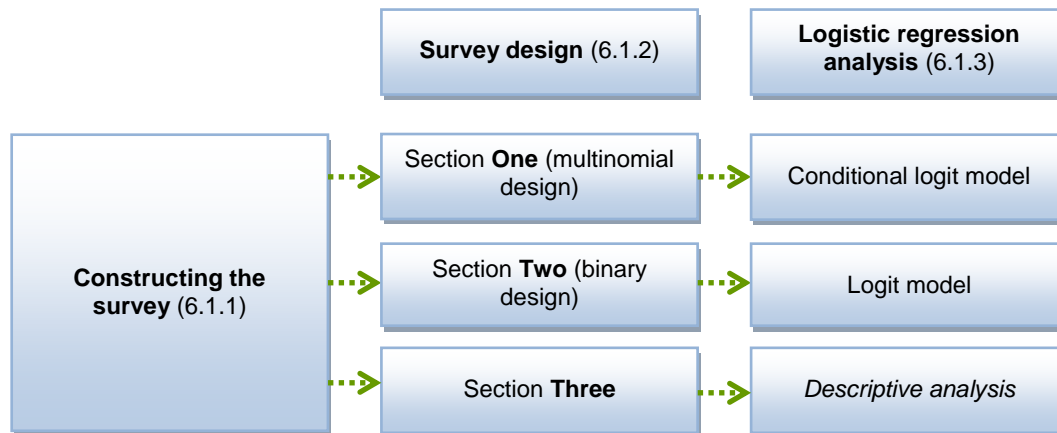 Survey design (6.1.2)
Logistic regression
analysis (6.1.3)
Constructing the
survey (6.1.1)
Section One (multinomial
design)
Conditional logit model
Section Two (binary
design)
Logit model
Section Three
Descriptive analysis